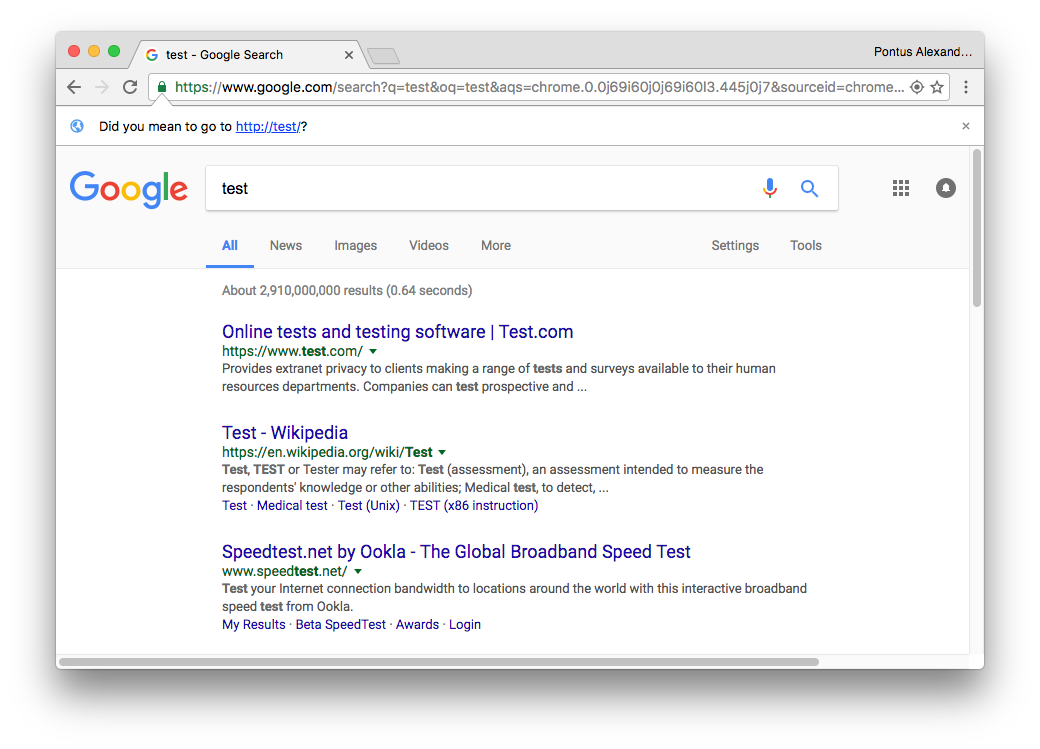 test - Google Search
Pontus Alexand...
https://www.google.com/search?q=test&oq=test&aqs=chrome.0.0j69i60j0j69i60l3.445j0j7&sourceid=chrome...
Did you mean to go to http://test/?
Google
test
All News Images Videos More Settings Tools
About 2,910,000,000 results (0.64 seconds)
Online tests and testing software | Test.com
https://www.test.com/
Provides extranet privacy to clients making a range of tests and surveys available to their human
resources departments. Companies can test prospective and ...
Test - Wikipedia
https://en.wikipedia.org/wiki/Test
Test, TEST or Tester may refer to: Test (assessment), an assessment intended to measure the
respondents' knowledge or other abilities; Medical test, to detect, ...
Test · Medical test · Test (Unix) · TEST (x86 instruction)
Speedtest.net by Ookla - The Global Broadband Speed Test
www.speedtest.net/
Test your Internet connection bandwidth to locations around the world with this interactive broadband
speed test from Ookla.
My Results · Beta SpeedTest · Awards · Login